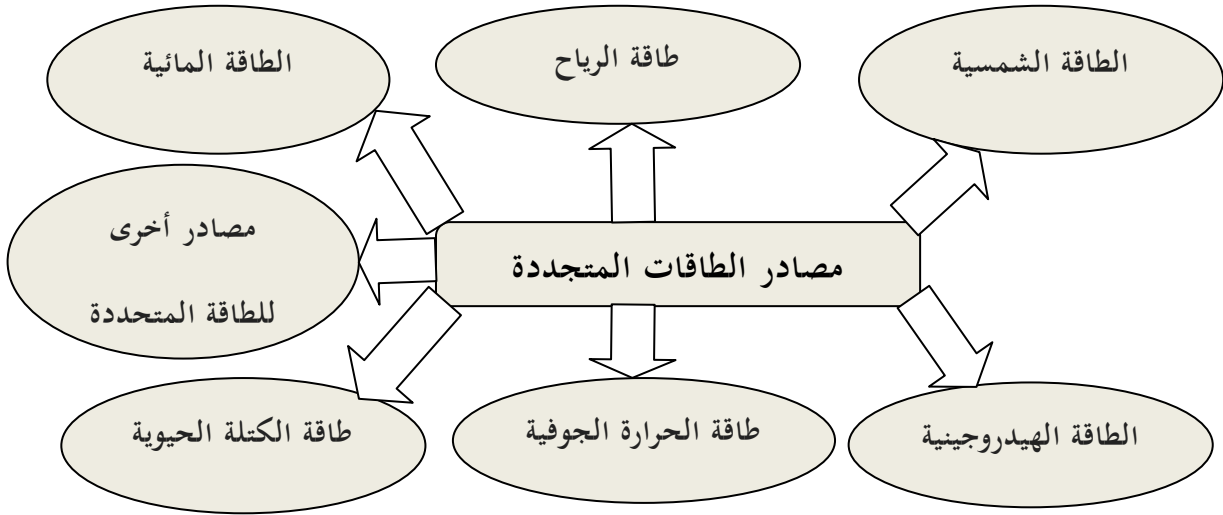 الطاقة الشمسية
طاقة الرياح
الطاقة المائية
مصادر أخرى
للطاقة المتحددة
مصادر الطاقات المتجددة
الطاقة الهيدروجينية
طاقة الحرارة الجوفية
طاقة الكتلة الحيوية